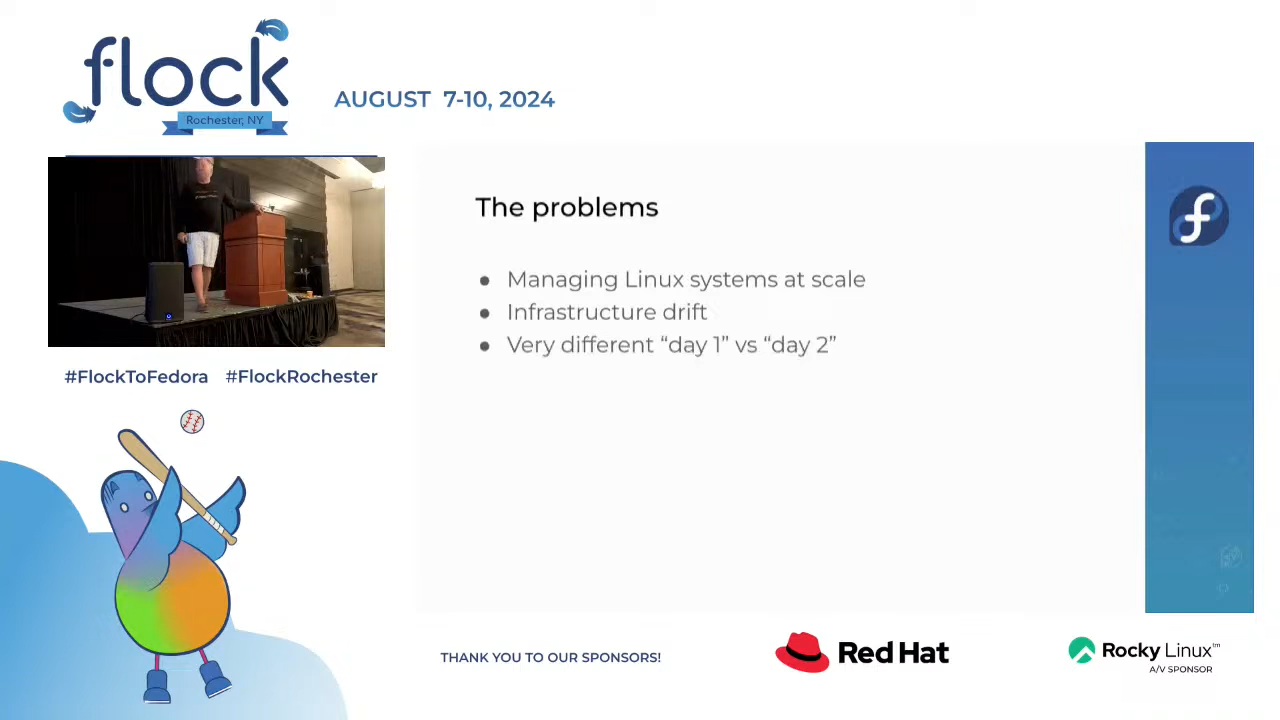 flock
Rochester, NY
AUGUST 7-10, 2024
The problems
● Managing Linux systems at scale
● Infrastructure drift
● Very different “day 1” vs “day 2”
#FlockToFedora #FlockRochester
THANK YOU TO OUR SPONSORS!
Red Hat
Rocky Linux™
A/V SPONSOR